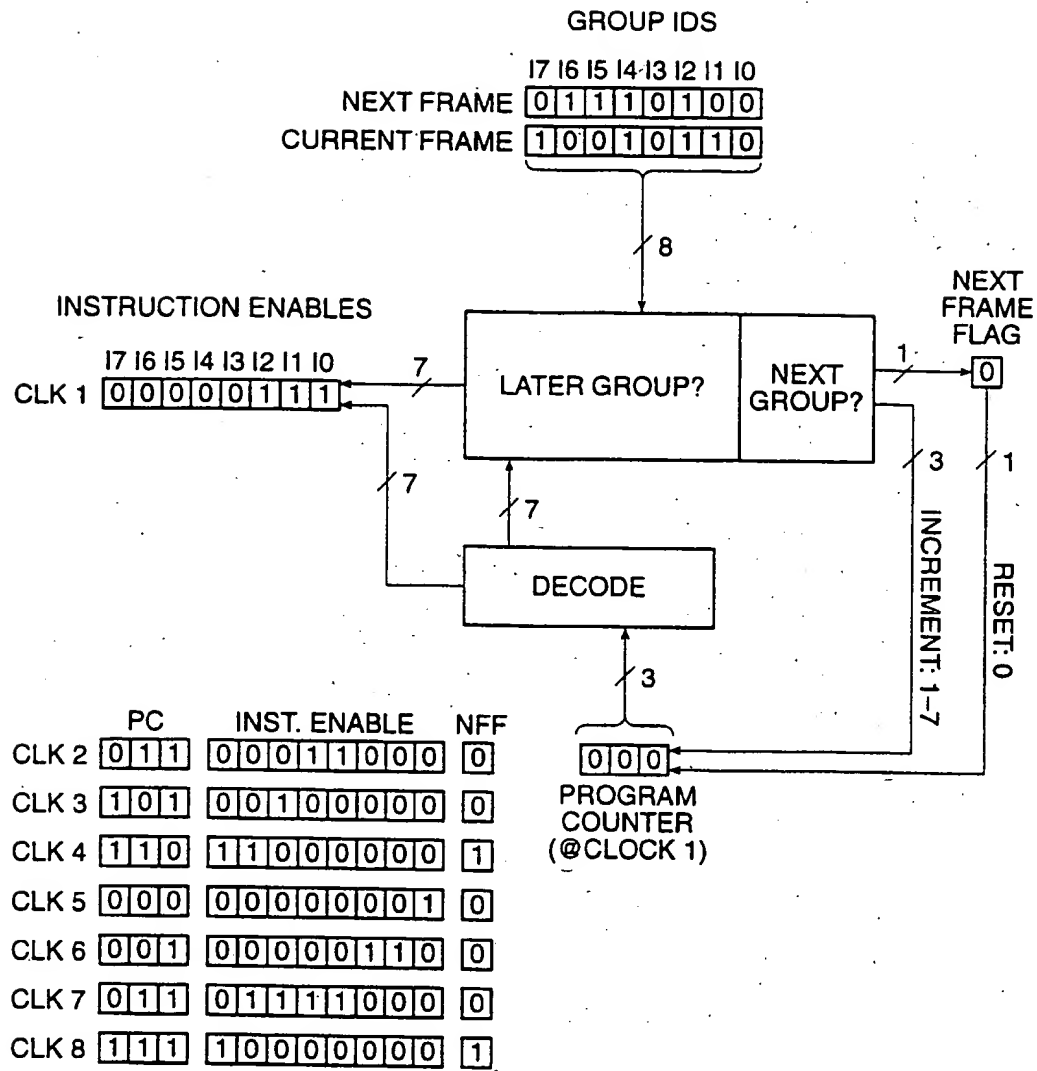 GROUP IDS
I7 I6 I5 I4 I3 I2 I1 I0
NEXT FRAME 0 1 1 1 0 1 0 0
CURRENT FRAME 1 0 0 1 0 1 1 0
8
INSTRUCTION ENABLES
I7 I6 I5 I4 I3 I2 I1 I0
CLK 1 0 0 0 0 0 1 1 1
7
LATER GROUP?
NEXT
GROUP?
1
NEXT
FRAME
FLAG
0
7
7
3
1
DECODE
INCREMENT: 1–7
RESET: 0
3
0 0 0
PROGRAM
COUNTER
(@CLOCK 1)
PC INST. ENABLE NFF
CLK 2 0 1 1 0 0 0 1 1 0 0 0 0
CLK 3 1 0 1 0 0 1 0 0 0 0 0 0
CLK 4 1 1 0 1 1 0 0 0 0 0 0 1
CLK 5 0 0 0 0 0 0 0 0 0 0 1 0
CLK 6 0 0 1 0 0 0 0 0 1 1 0 0
CLK 7 0 1 1 0 1 1 1 1 0 0 0 0
CLK 8 1 1 1 1 0 0 0 0 0 0 0 1